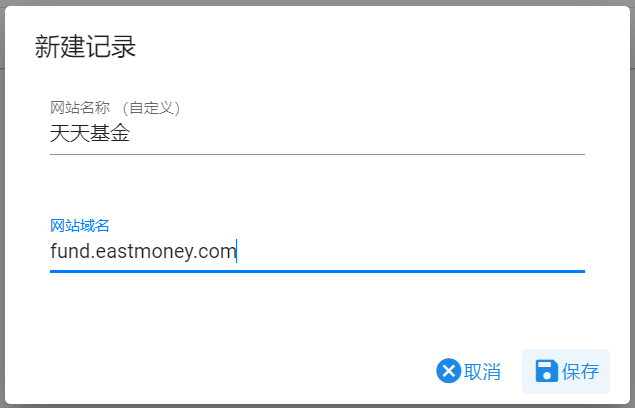 新建记录
网站名称 （自定义）
天天基金
网站域名
fund.eastmoney.com
取消
保存